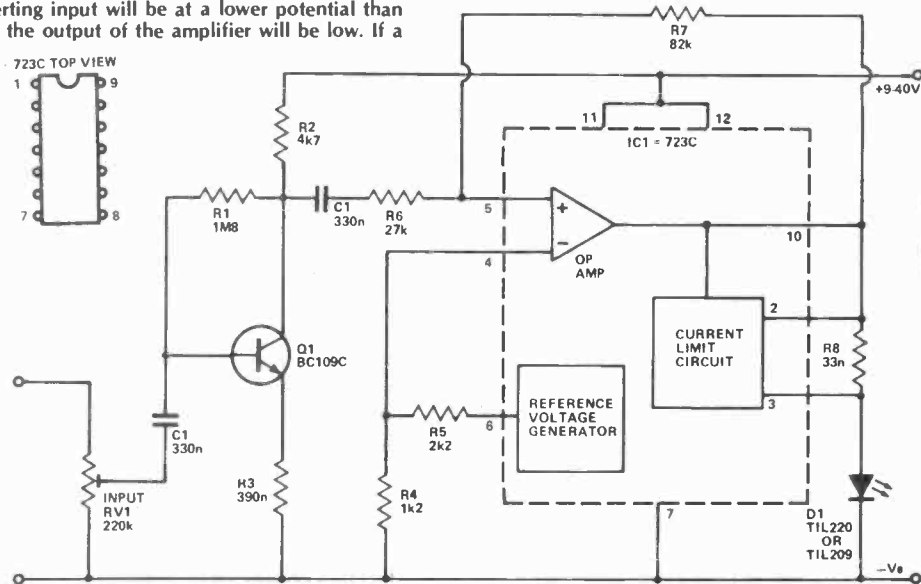 erting input will be at a lower potential than
the output of the amplifier will be low. If a
723C TOP VIEW
1
9
7
8
R7
82k
+9-40V
R2
4k7
11
12
IC1 = 723C
R1
1M8
C1
330n
R6
27k
5
+
4
−
OP
AMP
10
2
CURRENT
LIMIT
CIRCUIT
R8
33n
3
Q1
BC109C
REFERENCE
VOLTAGE
GENERATOR
R5
2k2
6
C1
330n
INPUT
RV1
220k
R3
390n
R4
1k2
7
D1
TIL220
OR
TIL209
−Ve